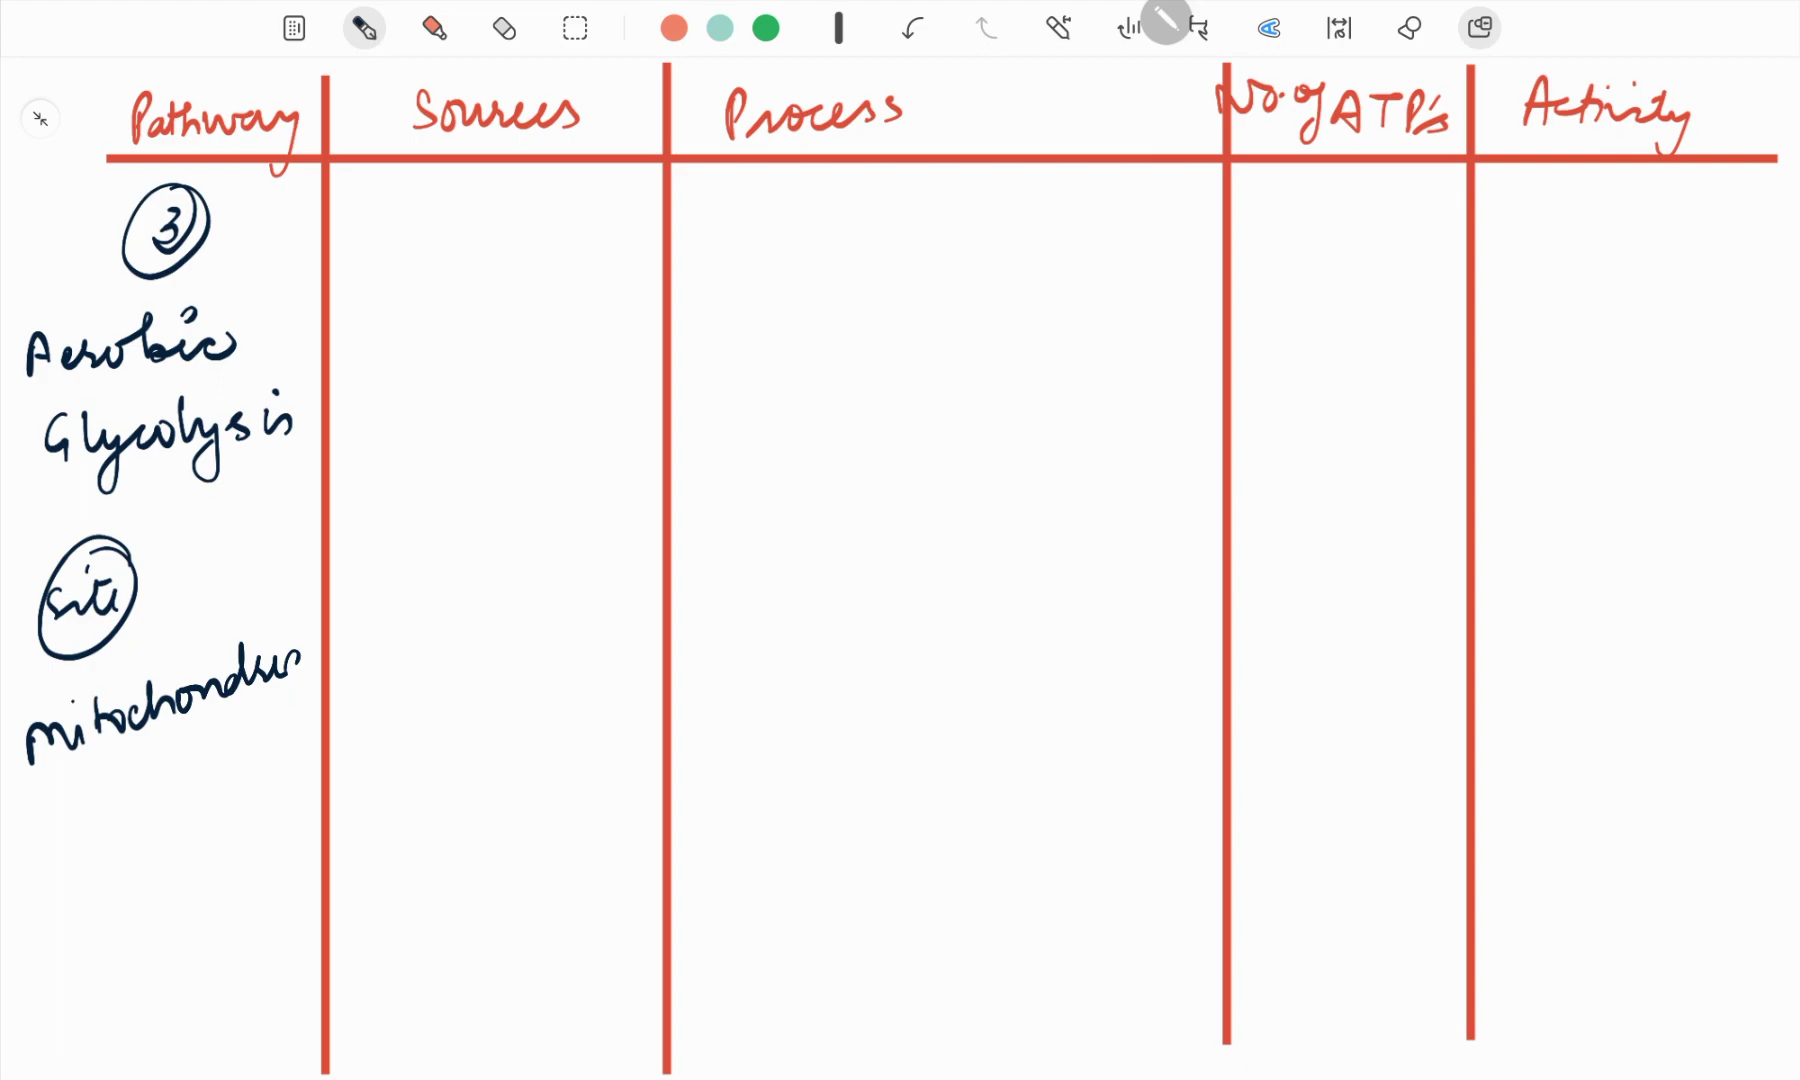 Pathway Sources Process No. of ATP's Activity
3
Aerobic
Glycolysis
site
mitochondria